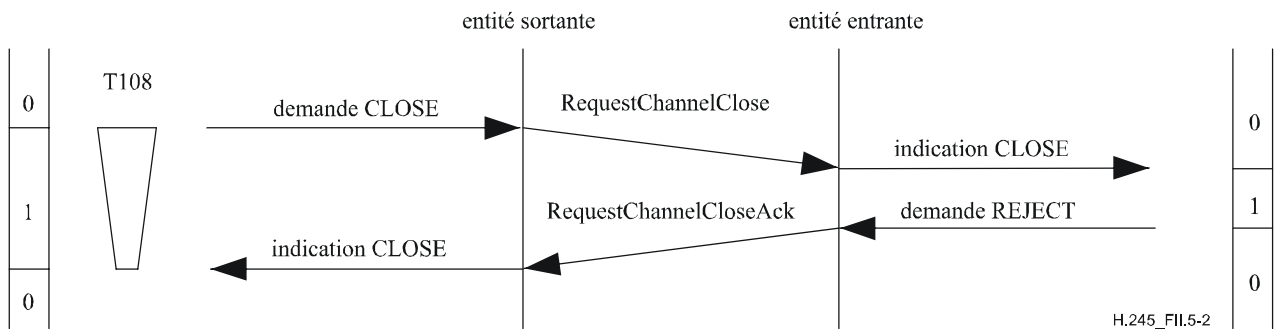 entité sortante
entité entrante
T108
0
demande CLOSE
RequestChannelClose
0
indication CLOSE
1
RequestChannelCloseAck
demande REJECT
1
indication CLOSE
0
0
H.245_FII.5-2